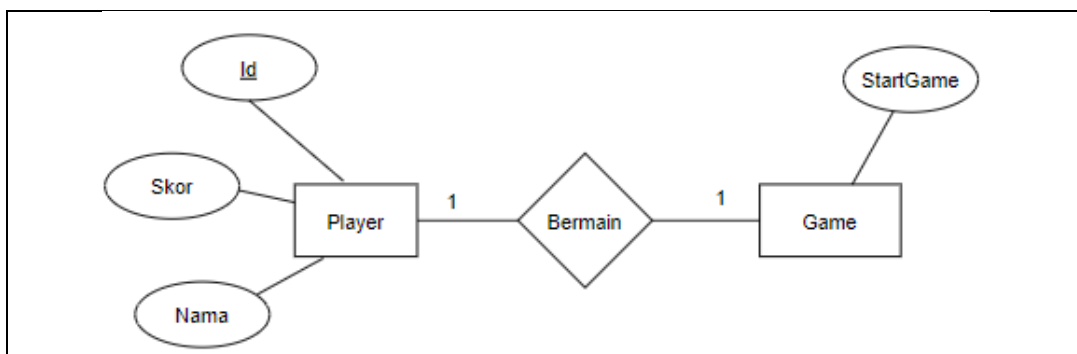 Id
StartGame
Skor
Player
1
Bermain
1
Game
Nama